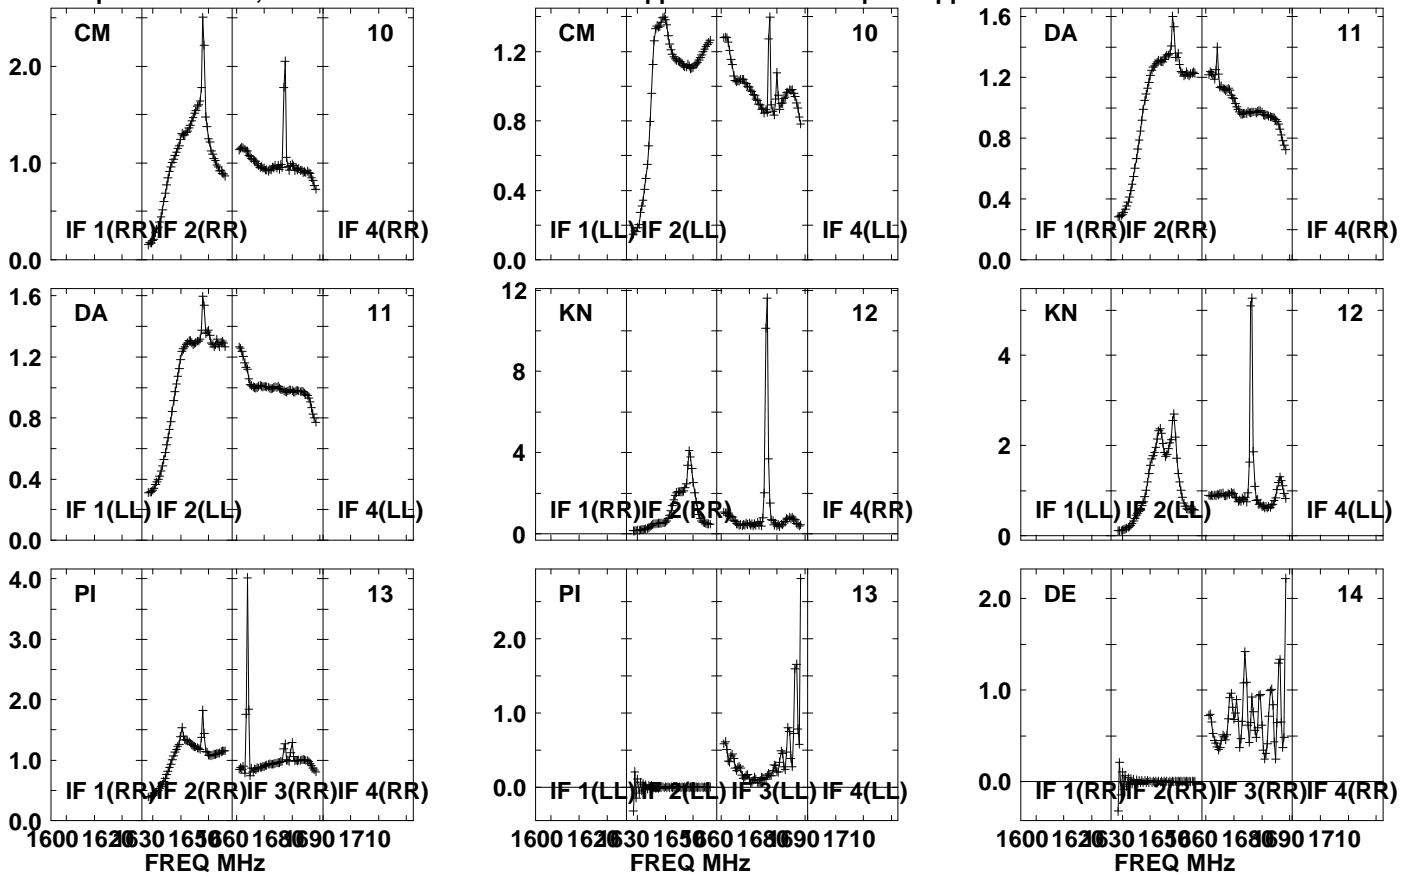 CM 10
2.0
1.0
0.0
IF 1(RR) IF 2(RR) IF 4(RR)
CM 10
1.2
0.8
0.4
0.0
IF 1(LL) IF 2(LL) IF 4(LL)
DA 11
1.6
1.2
0.8
0.4
0.0
IF 1(RR) IF 2(RR) IF 4(RR)
DA 11
1.6
1.2
0.8
0.4
0.0
IF 1(LL) IF 2(LL) IF 4(LL)
KN 12
12
8
4
0
IF 1(RR) IF 2(RR) IF 4(RR)
KN 12
4
2
0
IF 1(LL) IF 2(LL) IF 4(LL)
PI 13
4.0
3.0
2.0
1.0
0.0
IF 1(RR) IF 2(RR) IF 3(RR) IF 4(RR)
1600 1620 1630 1650 1660 1680 1690 1710
FREQ MHz
PI 13
2.0
1.0
0.0
IF 1(LL) IF 2(LL) IF 3(LL) IF 4(LL)
1600 1620 1630 1650 1660 1680 1690 1710
FREQ MHz
DE 14
2.0
1.0
0.0
IF 1(RR) IF 2(RR) IF 3(RR) IF 4(RR)
1600 1620 1630 1650 1660 1680 1690 1710
FREQ MHz